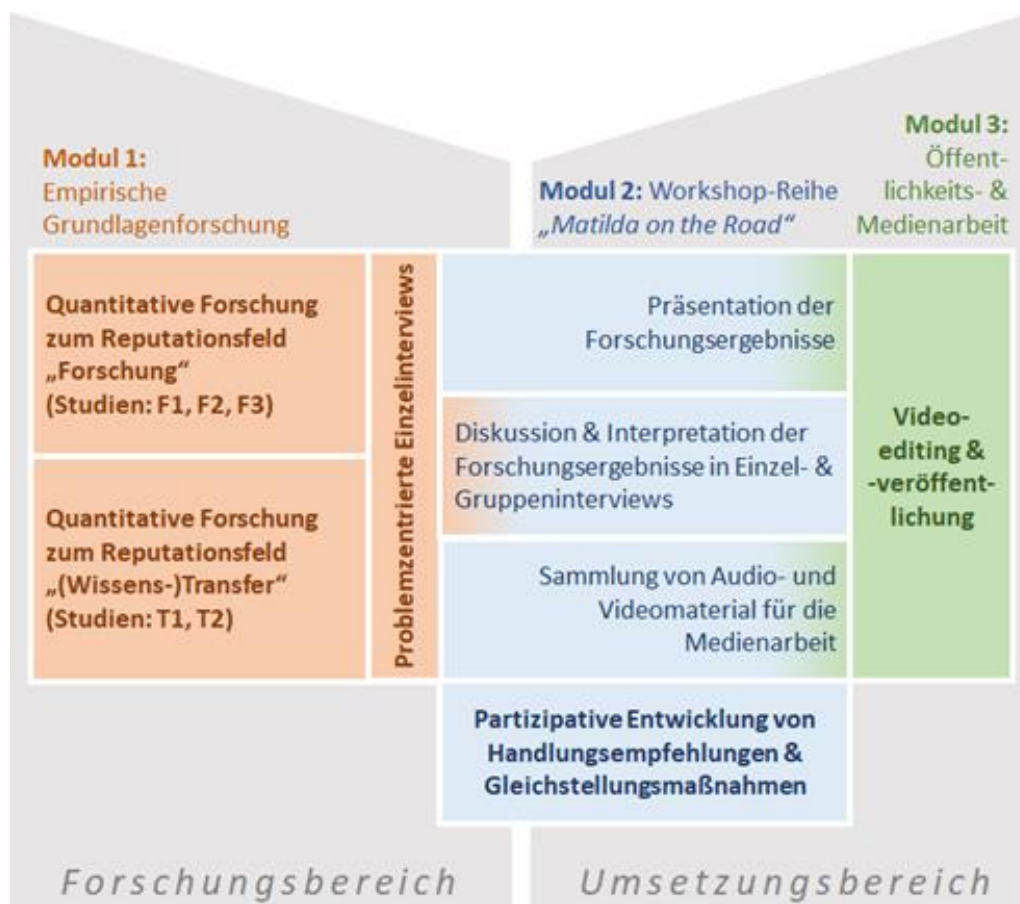 Modul 1:
Empirische
Grundlagenforschung
Modul 2: Workshop-Reihe
„Matilda on the Road“
Modul 3:
Öffent-
lichkeits- &
Medienarbeit
Quantitative Forschung
zum Reputationsfeld
„Forschung“
(Studien: F1, F2, F3)
Quantitative Forschung
zum Reputationsfeld
„(Wissens-)Transfer“
(Studien: T1, T2)
Problemzentrierte Einzelinterviews
Präsentation der
Forschungsergebnisse
Diskussion & Interpretation der
Forschungsergebnisse in Einzel- &
Gruppeninterviews
Sammlung von Audio- und
Videomaterial für die
Medienarbeit
Partizipative Entwicklung von
Handlungsempfehlungen &
Gleichstellungsmaßnahmen
Video-
editing &
-veröffent-
lichung
Forschungsbereich
Umsetzungsbereich